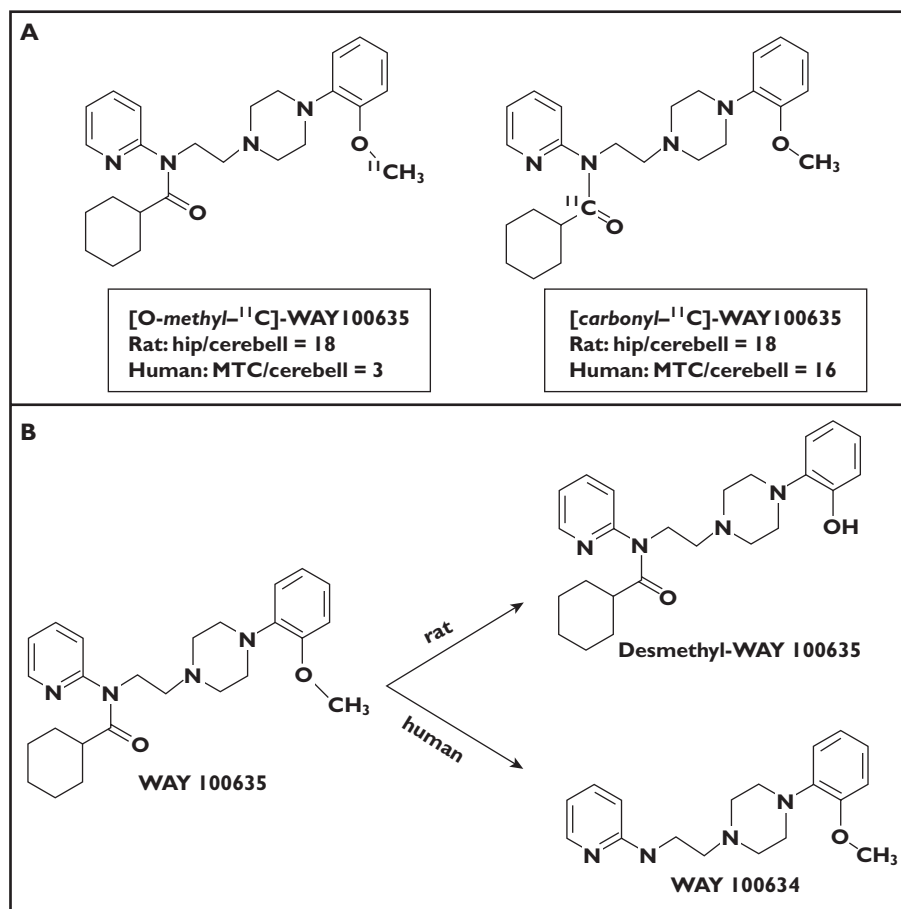 A
N
N
N
N
O
O
¹¹CH₃
N
N
N
N
O
CH₃
¹¹C
O
[O-methyl–¹¹C]-WAY100635
Rat: hip/cerebell = 18
Human: MTC/cerebell = 3
[carbonyl–¹¹C]-WAY100635
Rat: hip/cerebell = 18
Human: MTC/cerebell = 16
B
N
N
N
N
O
OH
Desmethyl-WAY 100635
N
N
N
N
O
O
CH₃
WAY 100635
rat
human
N
N
N
N
O
CH₃
WAY 100634